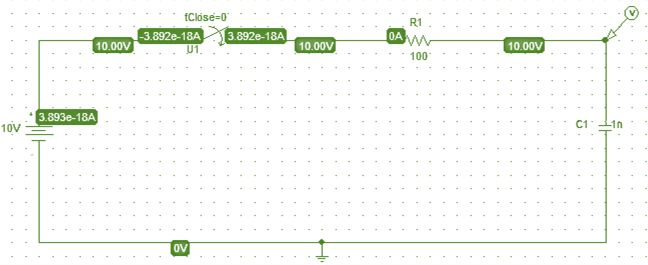 V
tClose=0
R1
-3.892e-18A
3.892e-18A
0A
10.00V
10.00V
10.00V
U1
100
+
3.893e-18A
10V
C1
1n
0V